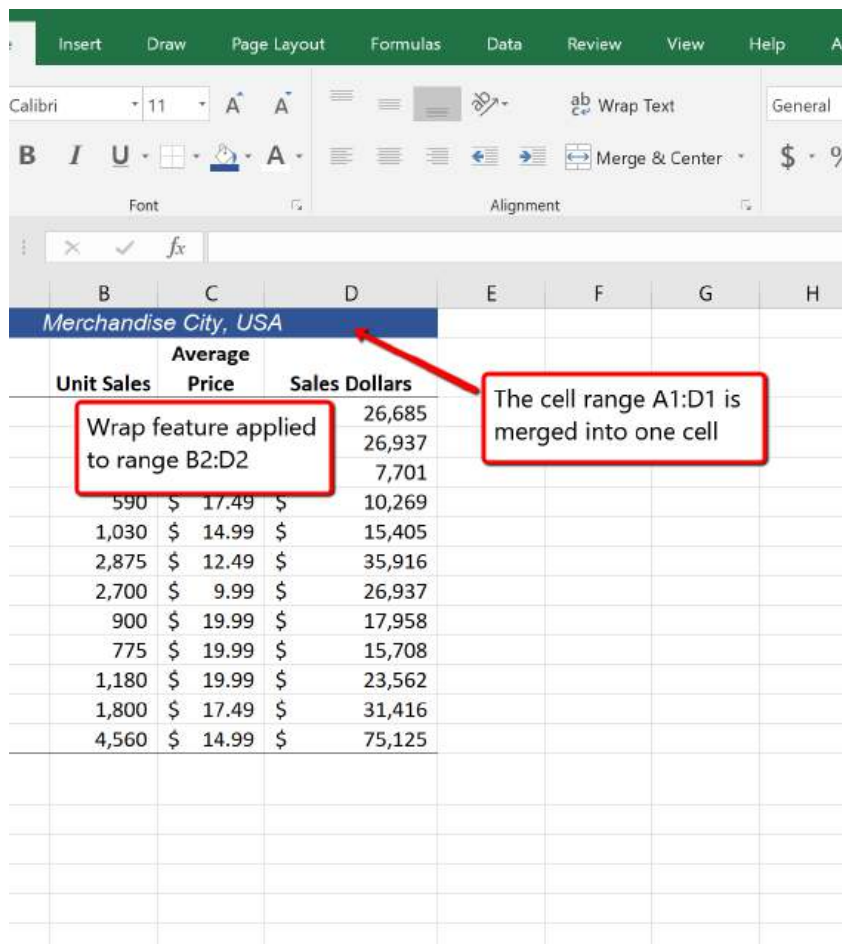 Insert Draw Page Layout Formulas Data Review View Help A
Calibri 11 A A ab Wrap Text General
B I U A Merge & Center $ %
Font Alignment
fx
B C D E F G H
Merchandise City, USA
Average
Unit Sales Price Sales Dollars
26,685
Wrap feature applied
to range B2:D2
26,937
7,701
The cell range A1:D1 is
merged into one cell
590 $ 17.49 $ 10,269
1,030 $ 14.99 $ 15,405
2,875 $ 12.49 $ 35,916
2,700 $ 9.99 $ 26,937
900 $ 19.99 $ 17,958
775 $ 19.99 $ 15,708
1,180 $ 19.99 $ 23,562
1,800 $ 17.49 $ 31,416
4,560 $ 14.99 $ 75,125